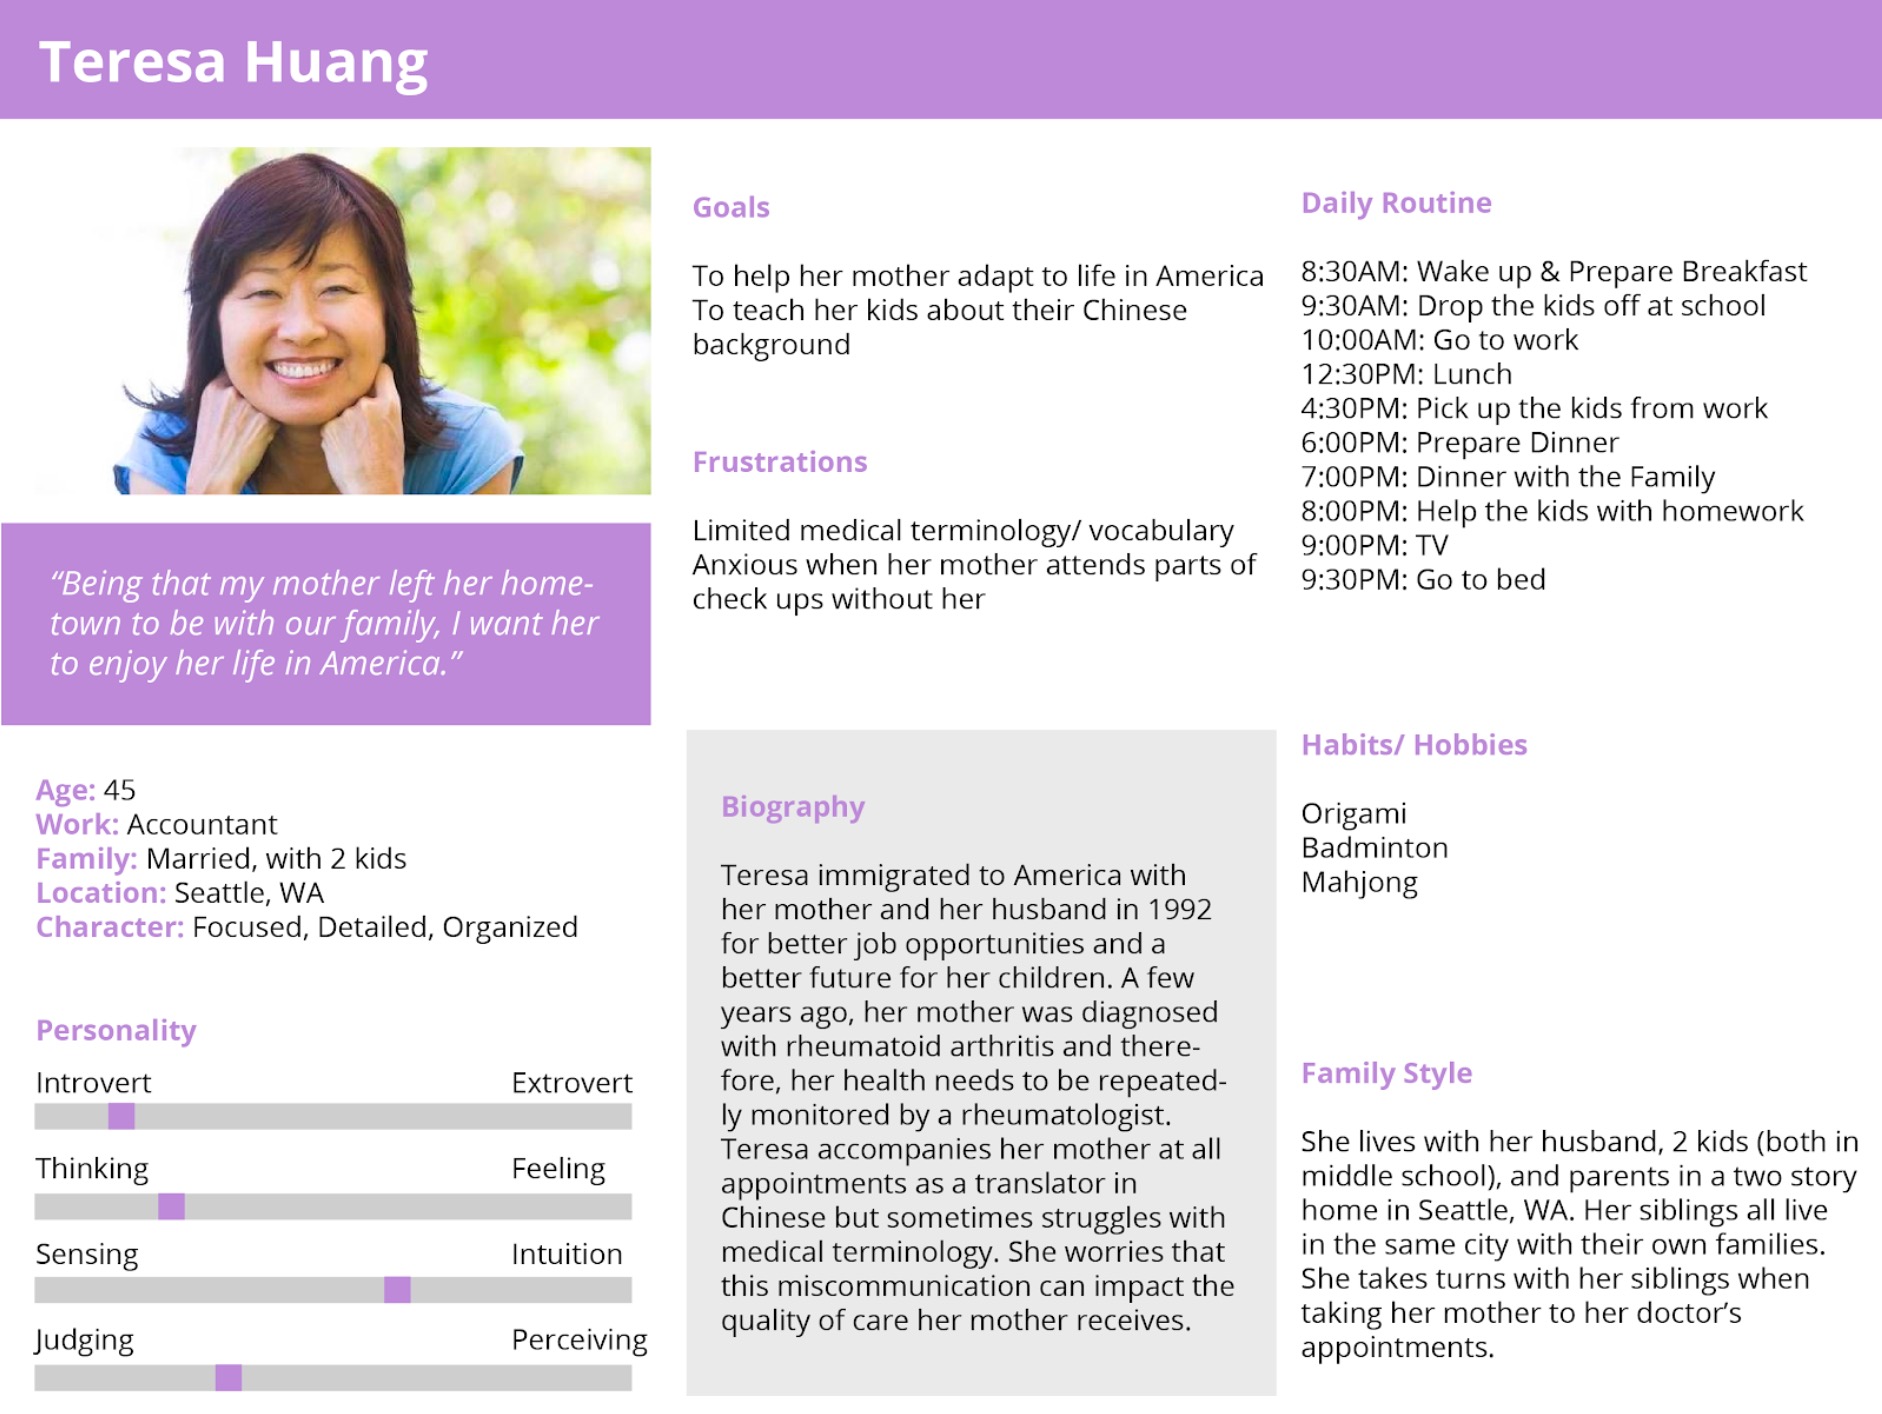 Teresa Huang
“Being that my mother left her home-
town to be with our family, I want her
to enjoy her life in America.”
Age: 45
Work: Accountant
Family: Married, with 2 kids
Location: Seattle, WA
Character: Focused, Detailed, Organized
Personality
Introvert Extrovert
Thinking Feeling
Sensing Intuition
Judging Perceiving
Goals
To help her mother adapt to life in America
To teach her kids about their Chinese
background
Frustrations
Limited medical terminology/ vocabulary
Anxious when her mother attends parts of
check ups without her
Biography
Teresa immigrated to America with
her mother and her husband in 1992
for better job opportunities and a
better future for her children. A few
years ago, her mother was diagnosed
with rheumatoid arthritis and there-
fore, her health needs to be repeated-
ly monitored by a rheumatologist.
Teresa accompanies her mother at all
appointments as a translator in
Chinese but sometimes struggles with
medical terminology. She worries that
this miscommunication can impact the
quality of care her mother receives.
Daily Routine
8:30AM: Wake up & Prepare Breakfast
9:30AM: Drop the kids off at school
10:00AM: Go to work
12:30PM: Lunch
4:30PM: Pick up the kids from work
6:00PM: Prepare Dinner
7:00PM: Dinner with the Family
8:00PM: Help the kids with homework
9:00PM: TV
9:30PM: Go to bed
Habits/ Hobbies
Origami
Badminton
Mahjong
Family Style
She lives with her husband, 2 kids (both in
middle school), and parents in a two story
home in Seattle, WA. Her siblings all live
in the same city with their own families.
She takes turns with her siblings when
taking her mother to her doctor’s
appointments.